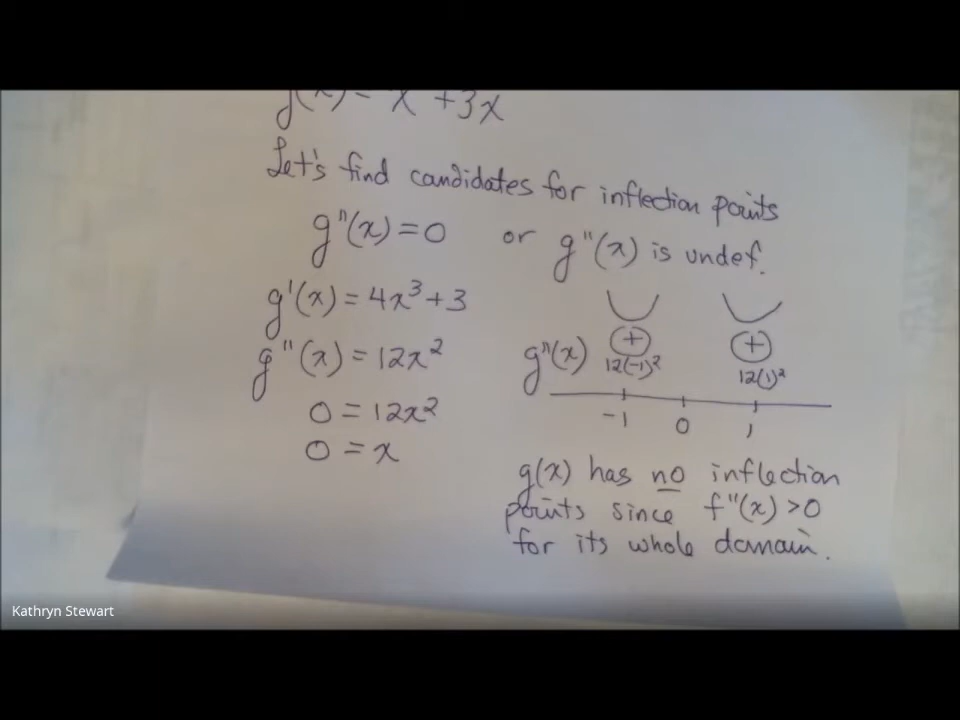 g(x) = x + 3x
Let's find candidates for inflection points
g"(x) = 0 or g"(x) is undef.
g'(x) = 4x³ + 3
g"(x) = 12x²
0 = 12x²
0 = x
+ +
g"(x) 12(-1)² 12(1)²
-1 0 1
g(x) has no inflection
points since f"(x) > 0
for its whole domain.
Kathryn Stewart